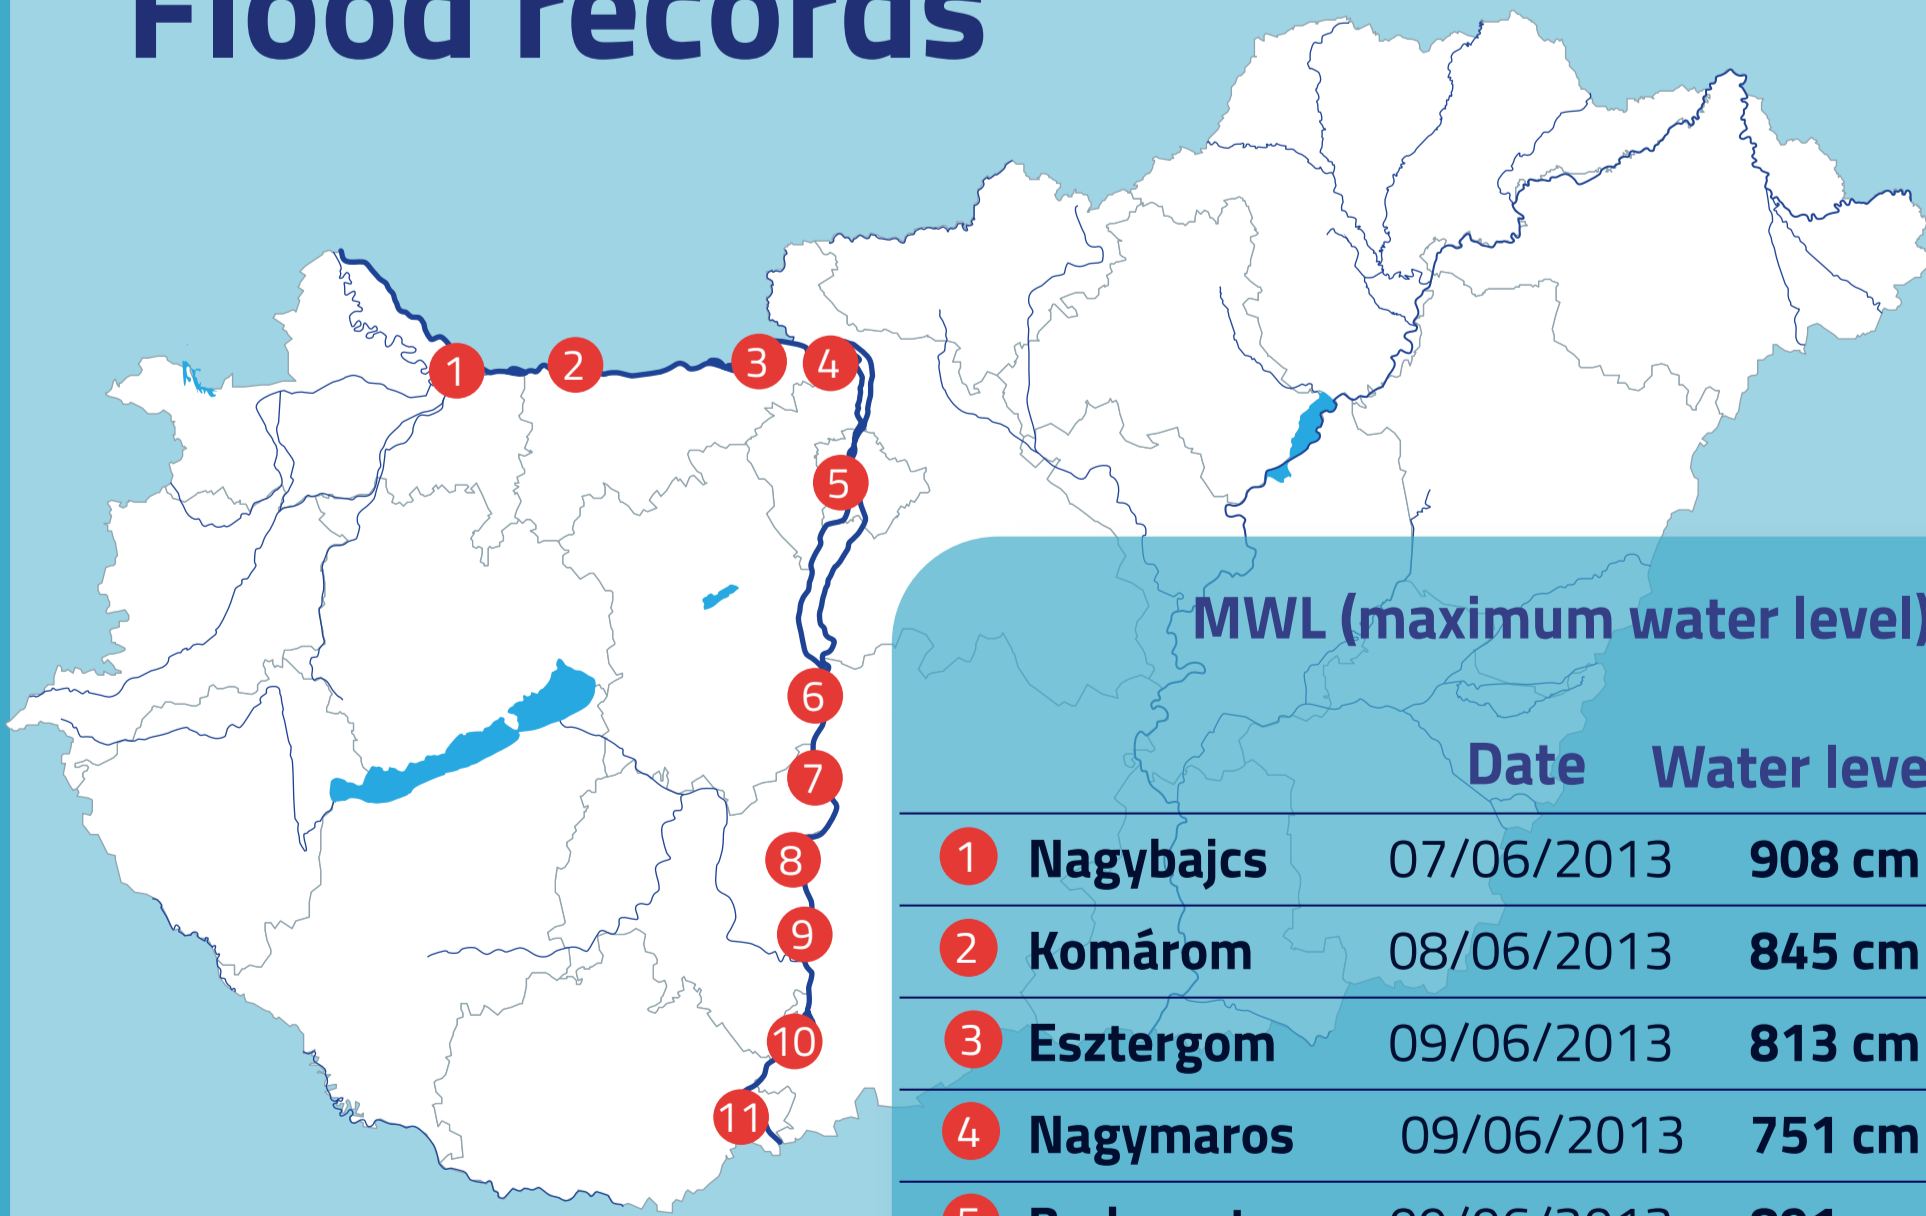 Flood records
1
2
3
4
5
6
7
8
9
10
11
MWL (maximum water level)
Date Water leve
1 Nagybajcs 07/06/2013 908 cm
2 Komárom 08/06/2013 845 cm
3 Esztergom 09/06/2013 813 cm
4 Nagymaros 09/06/2013 751 cm
5